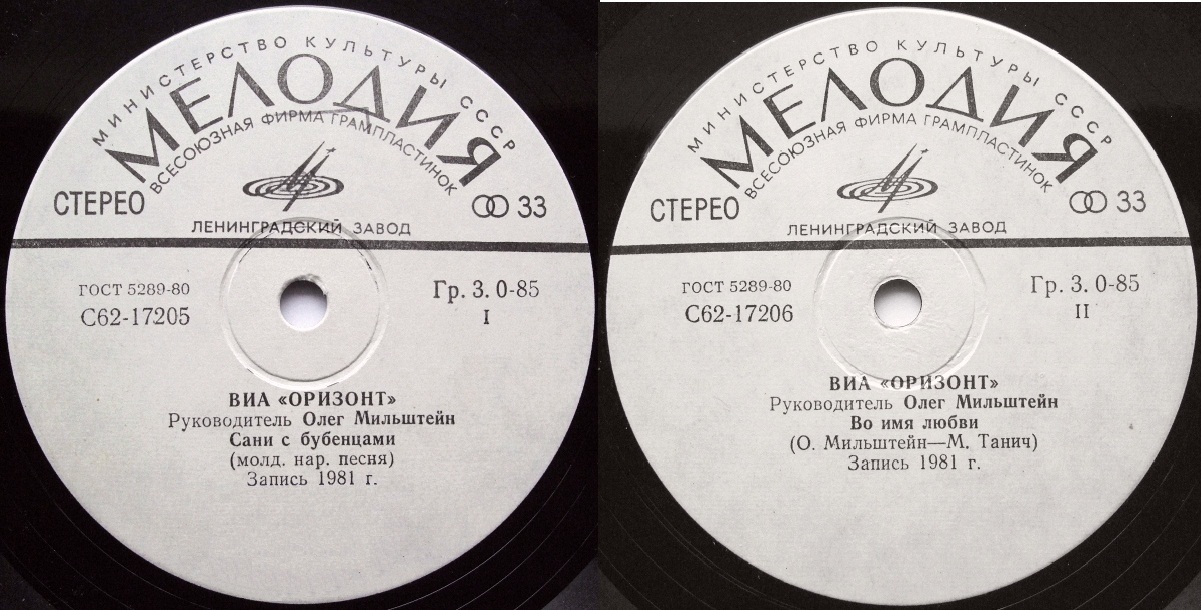 МИНИСТЕРСТВО КУЛЬТУРЫ СССР
МЕЛОДИЯ
ВСЕСОЮЗНАЯ ФИРМА ГРАМПЛАСТИНОК
СТЕРЕО
33
ЛЕНИНГРАДСКИЙ ЗАВОД
ГОСТ 5289-80
Гр. 3. 0-85
С62-17205
I
ВИА «ОРИЗОНТ»
Руководитель Олег Мильштейн
Сани с бубенцами
(молд. нар. песня)
Запись 1981 г.
МИНИСТЕРСТВО КУЛЬТУРЫ СССР
МЕЛОДИЯ
ВСЕСОЮЗНАЯ ФИРМА ГРАМПЛАСТИНОК
СТЕРЕО
33
ЛЕНИНГРАДСКИЙ ЗАВОД
ГОСТ 5289-80
Гр. 3. 0-85
С62-17206
II
ВИА «ОРИЗОНТ»
Руководитель Олег Мильштейн
Во имя любви
(О. Мильштейн—М. Танич)
Запись 1981 г.